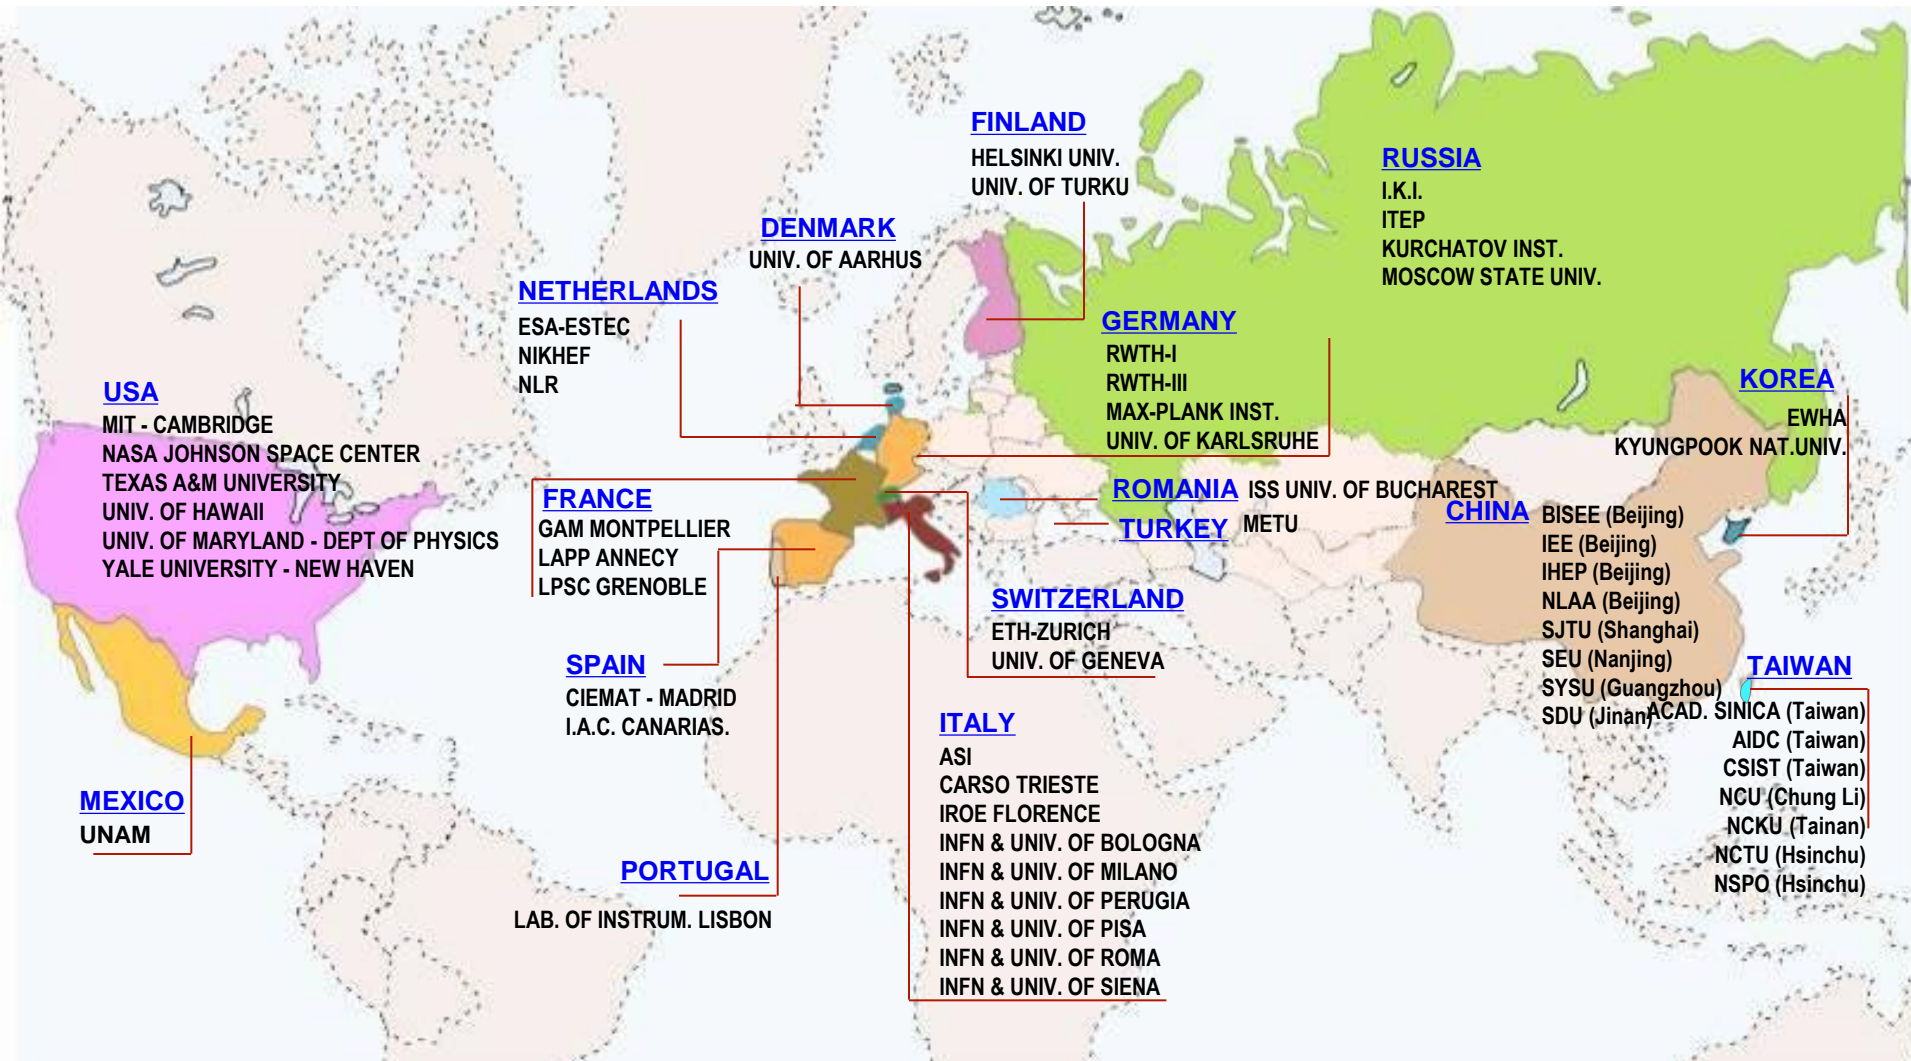 FINLAND
HELSINKI UNIV.
UNIV. OF TURKU
RUSSIA
I.K.I.
ITEP
KURCHATOV INST.
MOSCOW STATE UNIV.
DENMARK
UNIV. OF AARHUS
NETHERLANDS
ESA-ESTEC
NIKHEF
NLR
GERMANY
RWTH-I
RWTH-III
MAX-PLANK INST.
UNIV. OF KARLSRUHE
USA
MIT - CAMBRIDGE
NASA JOHNSON SPACE CENTER
TEXAS A&M UNIVERSITY
UNIV. OF HAWAII
UNIV. OF MARYLAND - DEPT OF PHYSICS
YALE UNIVERSITY - NEW HAVEN
KOREA
EWHA
KYUNGPOOK NAT.UNIV.
FRANCE
GAM MONTPELLIER
LAPP ANNECY
LPSC GRENOBLE
ROMANIA ISS UNIV. OF BUCHAREST
TURKEY METU
CHINA BISEE (Beijing)
IEE (Beijing)
IHEP (Beijing)
NLAA (Beijing)
SJTU (Shanghai)
SEU (Nanjing)
SYSU (Guangzhou)
SDU (Jinan)
SWITZERLAND
ETH-ZURICH
UNIV. OF GENEVA
SPAIN
CIEMAT - MADRID
I.A.C. CANARIAS.
TAIWAN
ACAD. SINICA (Taiwan)
AIDC (Taiwan)
CSIST (Taiwan)
NCU (Chung Li)
NCKU (Tainan)
NCTU (Hsinchu)
NSPO (Hsinchu)
ITALY
ASI
CARSO TRIESTE
IROE FLORENCE
INFN & UNIV. OF BOLOGNA
INFN & UNIV. OF MILANO
INFN & UNIV. OF PERUGIA
INFN & UNIV. OF PISA
INFN & UNIV. OF ROMA
INFN & UNIV. OF SIENA
MEXICO
UNAM
PORTUGAL
LAB. OF INSTRUM. LISBON